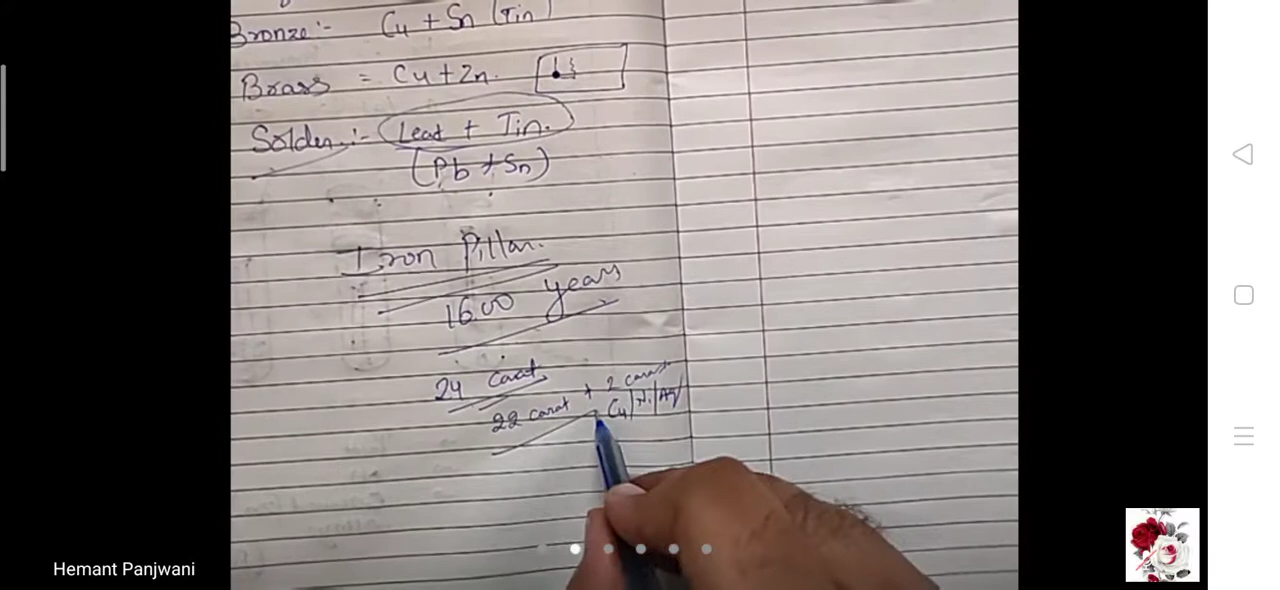 Bronze:- Cu + Sn (Tin)
Brass = Cu + Zn.
Solder:- Lead + Tin.
(Pb + Sn)
Iron Pillar.
1600 years
24 Carat
22 carat + 2 carat
Cu/Ni/Ag
Hemant Panjwani